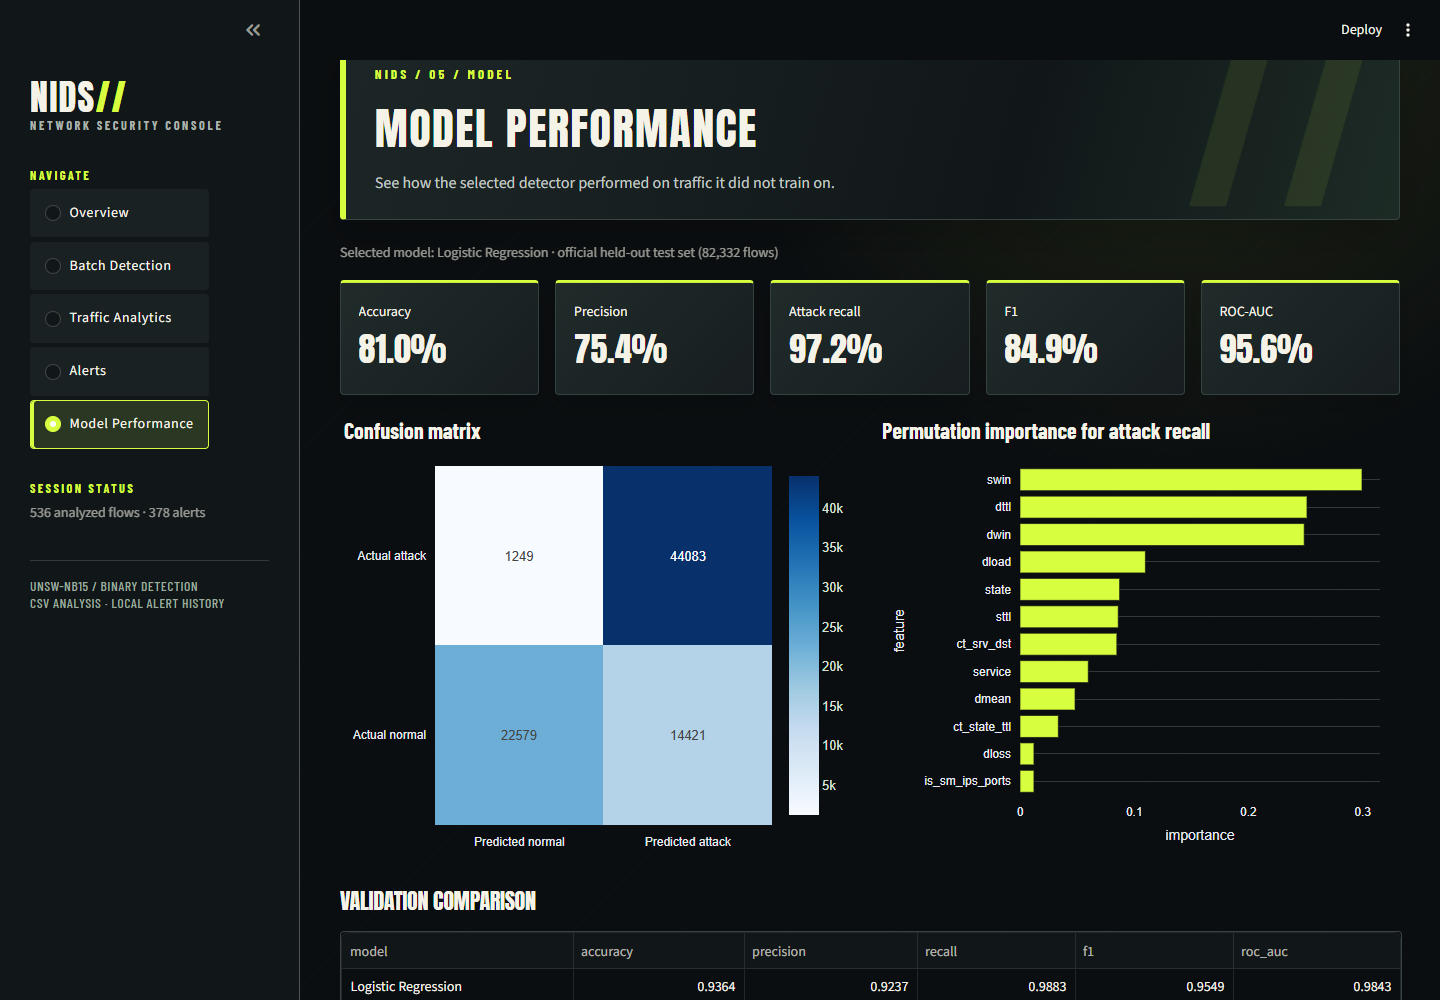 Deploy
NIDS//
NETWORK SECURITY CONSOLE
NAVIGATE
Overview
Batch Detection
Traffic Analytics
Alerts
Model Performance
SESSION STATUS
536 analyzed flows · 378 alerts
UNSW-NB15 / BINARY DETECTION
CSV ANALYSIS · LOCAL ALERT HISTORY
NIDS / 05 / MODEL
MODEL PERFORMANCE
See how the selected detector performed on traffic it did not train on.
Selected model: Logistic Regression · official held-out test set (82,332 flows)
Accuracy
81.0%
Precision
75.4%
Attack recall
97.2%
F1
84.9%
ROC-AUC
95.6%
Confusion matrix
Actual attack
1249
44083
Actual normal
22579
14421
Predicted normal
Predicted attack
40k
35k
30k
25k
20k
15k
10k
5k
Permutation importance for attack recall
feature
swin
dttl
dwin
dload
state
sttl
ct_srv_dst
service
dmean
ct_state_ttl
dloss
is_sm_ips_ports
0 0.1 0.2 0.3
importance
VALIDATION COMPARISON
model accuracy precision recall f1 roc_auc
Logistic Regression 0.9364 0.9237 0.9883 0.9549 0.9843